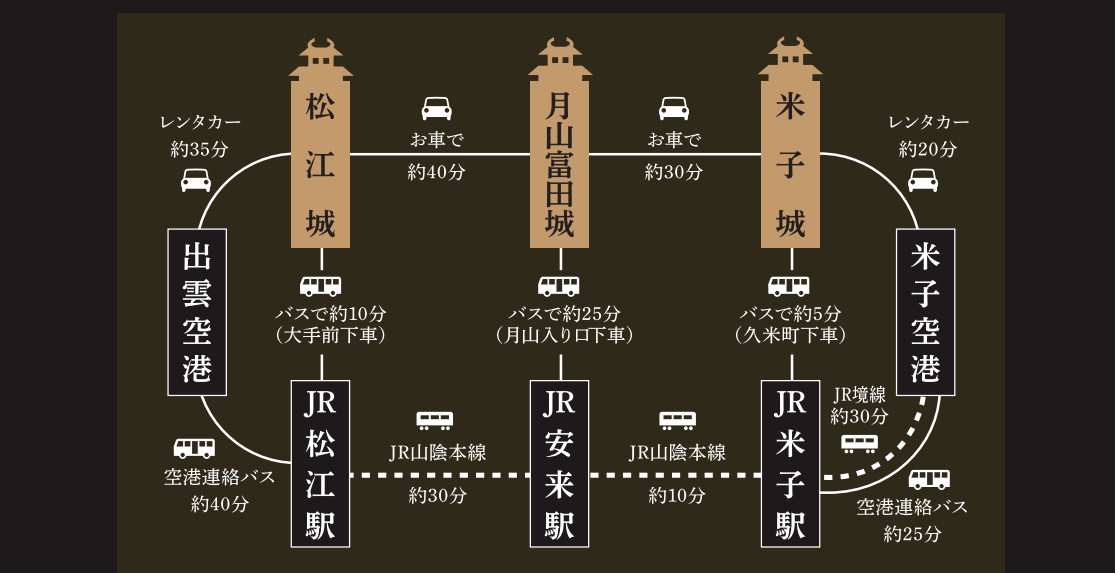 松江城
月山富田城
米子城
レンタカー
約35分
お車で
約40分
お車で
約30分
レンタカー
約20分
出雲空港
米子空港
バスで約10分
（大手前下車）
バスで約25分
（月山入り口下車）
バスで約5分
（久米町下車）
JR松江駅
JR安来駅
JR米子駅
JR境線
約30分
JR山陰本線
約30分
JR山陰本線
約10分
空港連絡バス
約40分
空港連絡バス
約25分